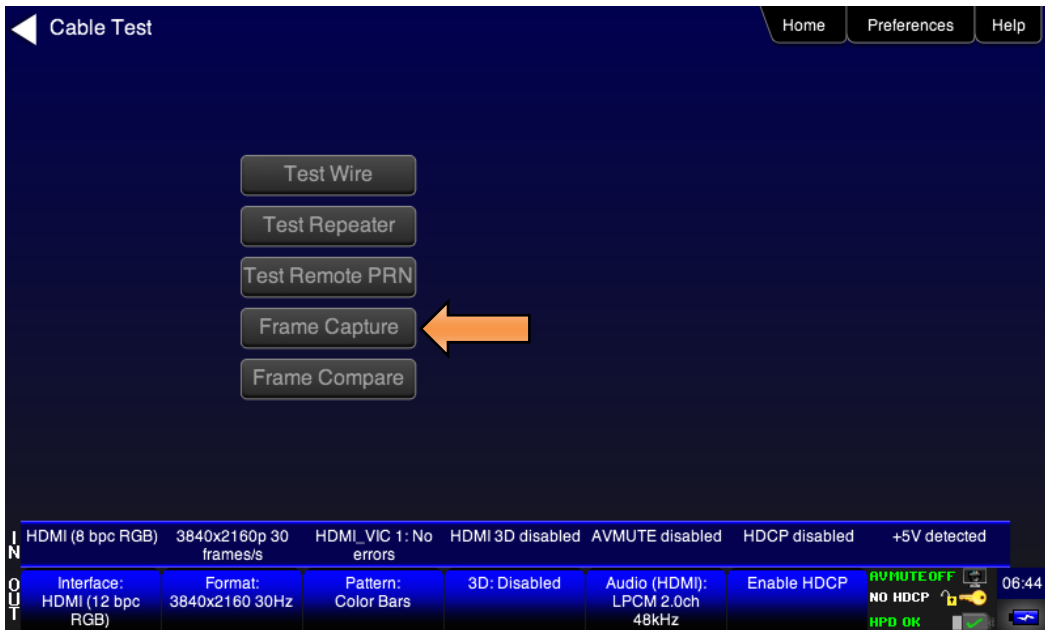 Cable Test
Home
Preferences
Help
Test Wire
Test Repeater
Test Remote PRN
Frame Capture
Frame Compare
IN
HDMI (8 bpc RGB)
3840x2160p 30
frames/s
HDMI_VIC 1: No
errors
HDMI 3D disabled
AVMUTE disabled
HDCP disabled
+5V detected
OUT
Interface:
HDMI (12 bpc
RGB)
Format:
3840x2160 30Hz
Pattern:
Color Bars
3D: Disabled
Audio (HDMI):
LPCM 2.0ch
48kHz
Enable HDCP
AVMUTEOFF
NO HDCP
HPD OK
06:44